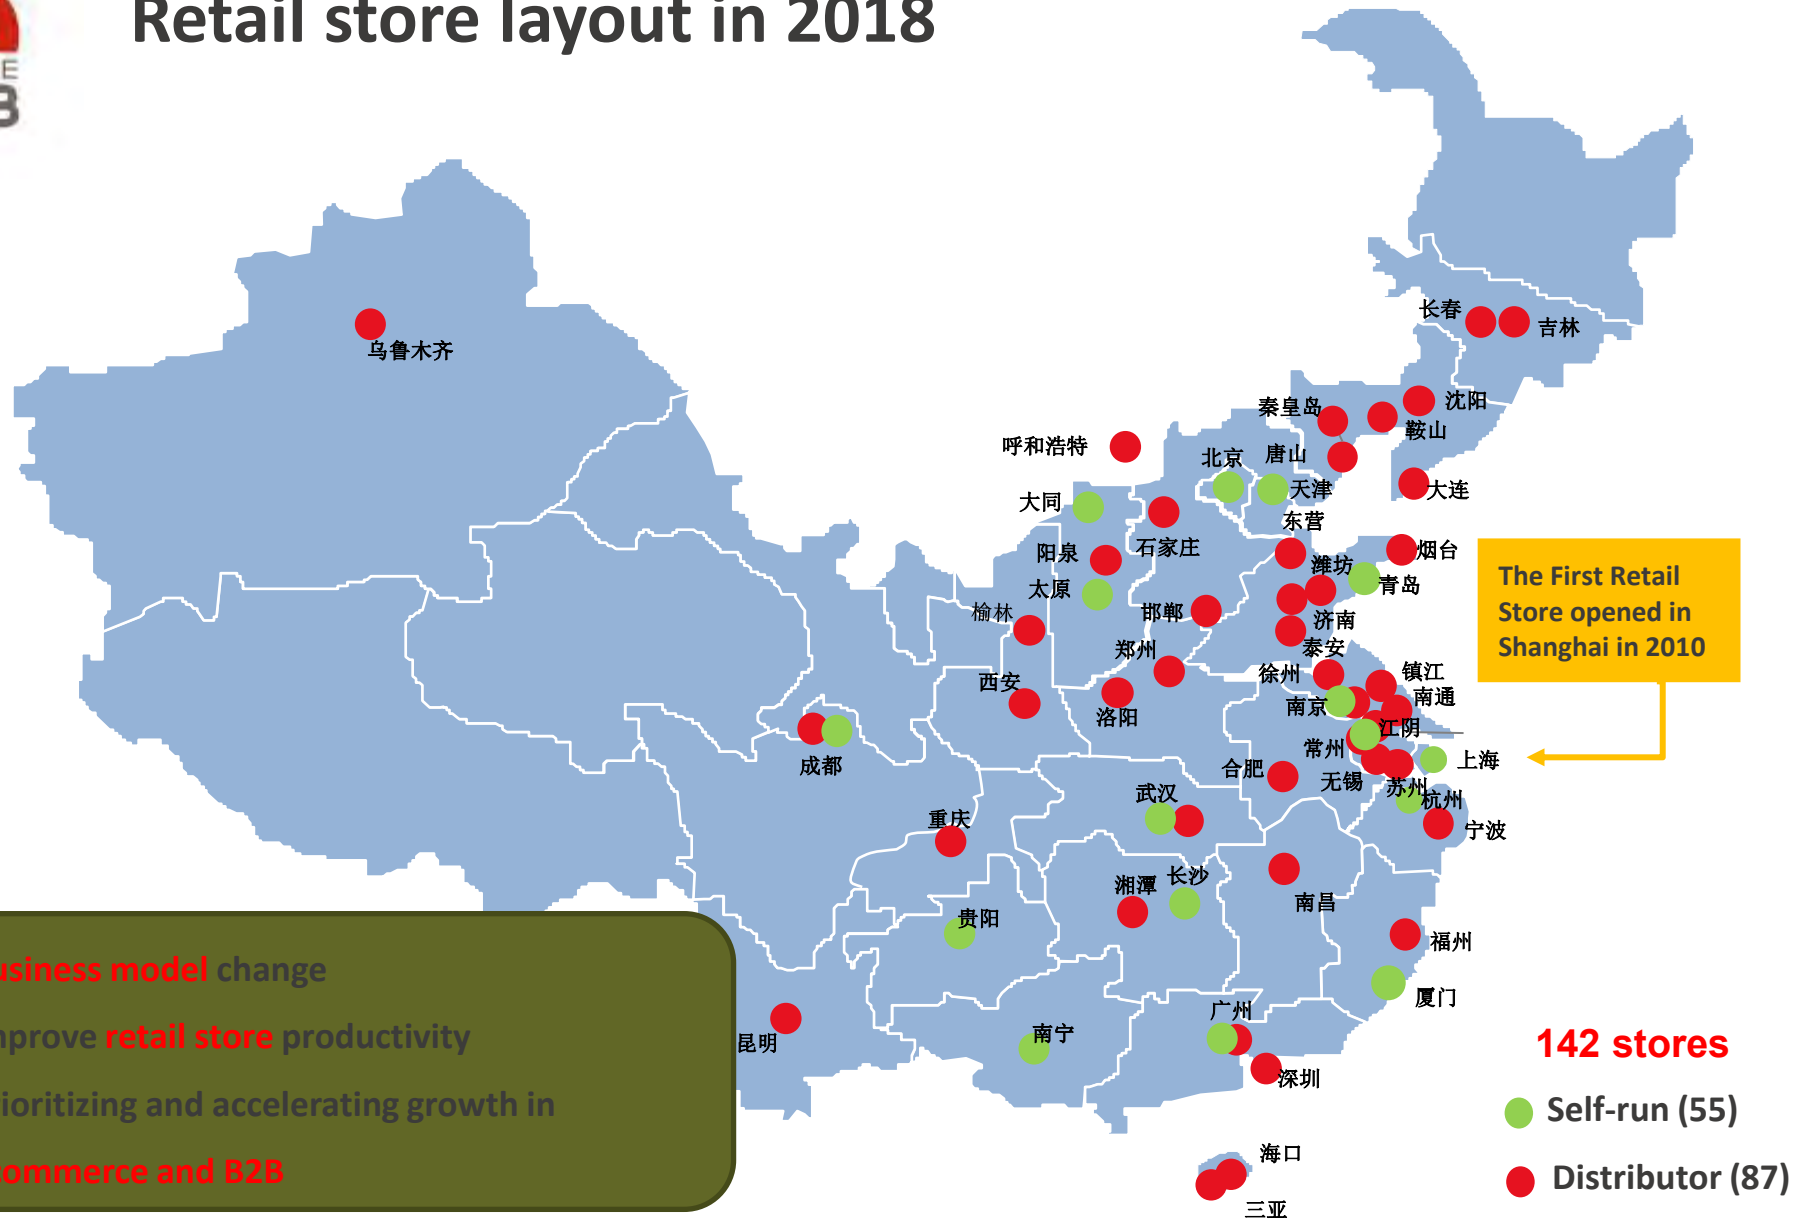 Retail store layout in 2018
E
B
长春
吉林
乌鲁木齐
沈阳
秦皇岛
鞍山
呼和浩特
北京
唐山
大连
天津
大同
东营
石家庄
阳泉
烟台
潍坊
青岛
太原
榆林
邯郸
济南
泰安
郑州
徐州
镇江
西安
南通
南京
洛阳
江阴
常州
上海
成都
合肥
无锡
苏州
武汉
杭州
重庆
宁波
长沙
湘潭
南昌
贵阳
福州
厦门
广州
南宁
昆明
深圳
海口
三亚
The First Retail
Store opened in
Shanghai in 2010
usiness model change
mprove retail store productivity
ioritizing and accelerating growth in
commerce and B2B
142 stores
Self-run (55)
Distributor (87)